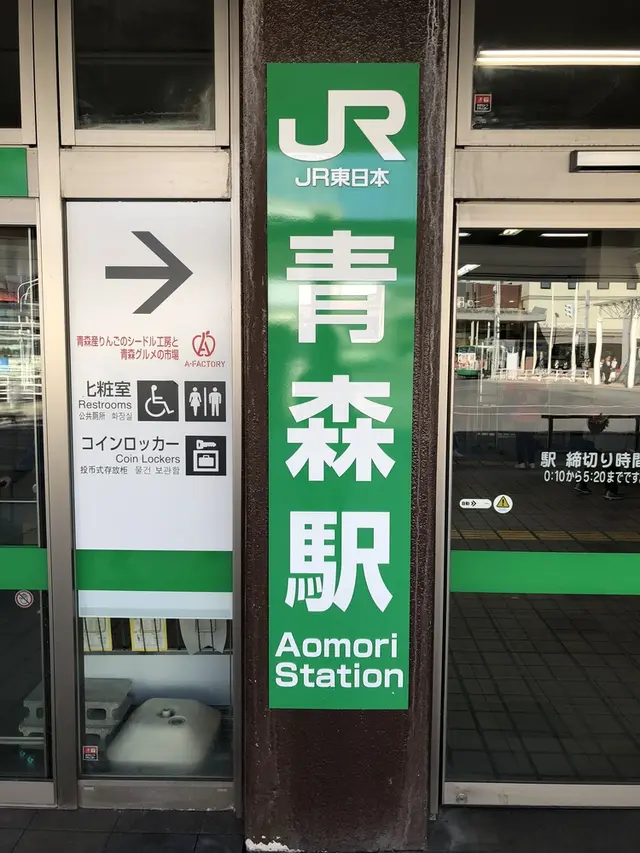 JR
JR東日本
青森駅
Aomori
Station
青森産りんごのシードル工房と
青森グルメの市場
A-FACTORY
化粧室
Restrooms
公共厕所 화장실
コインロッカー
Coin Lockers
投币式存放柜 물건 보관함
駅 締切り時間
0:10から5:20までです
自動